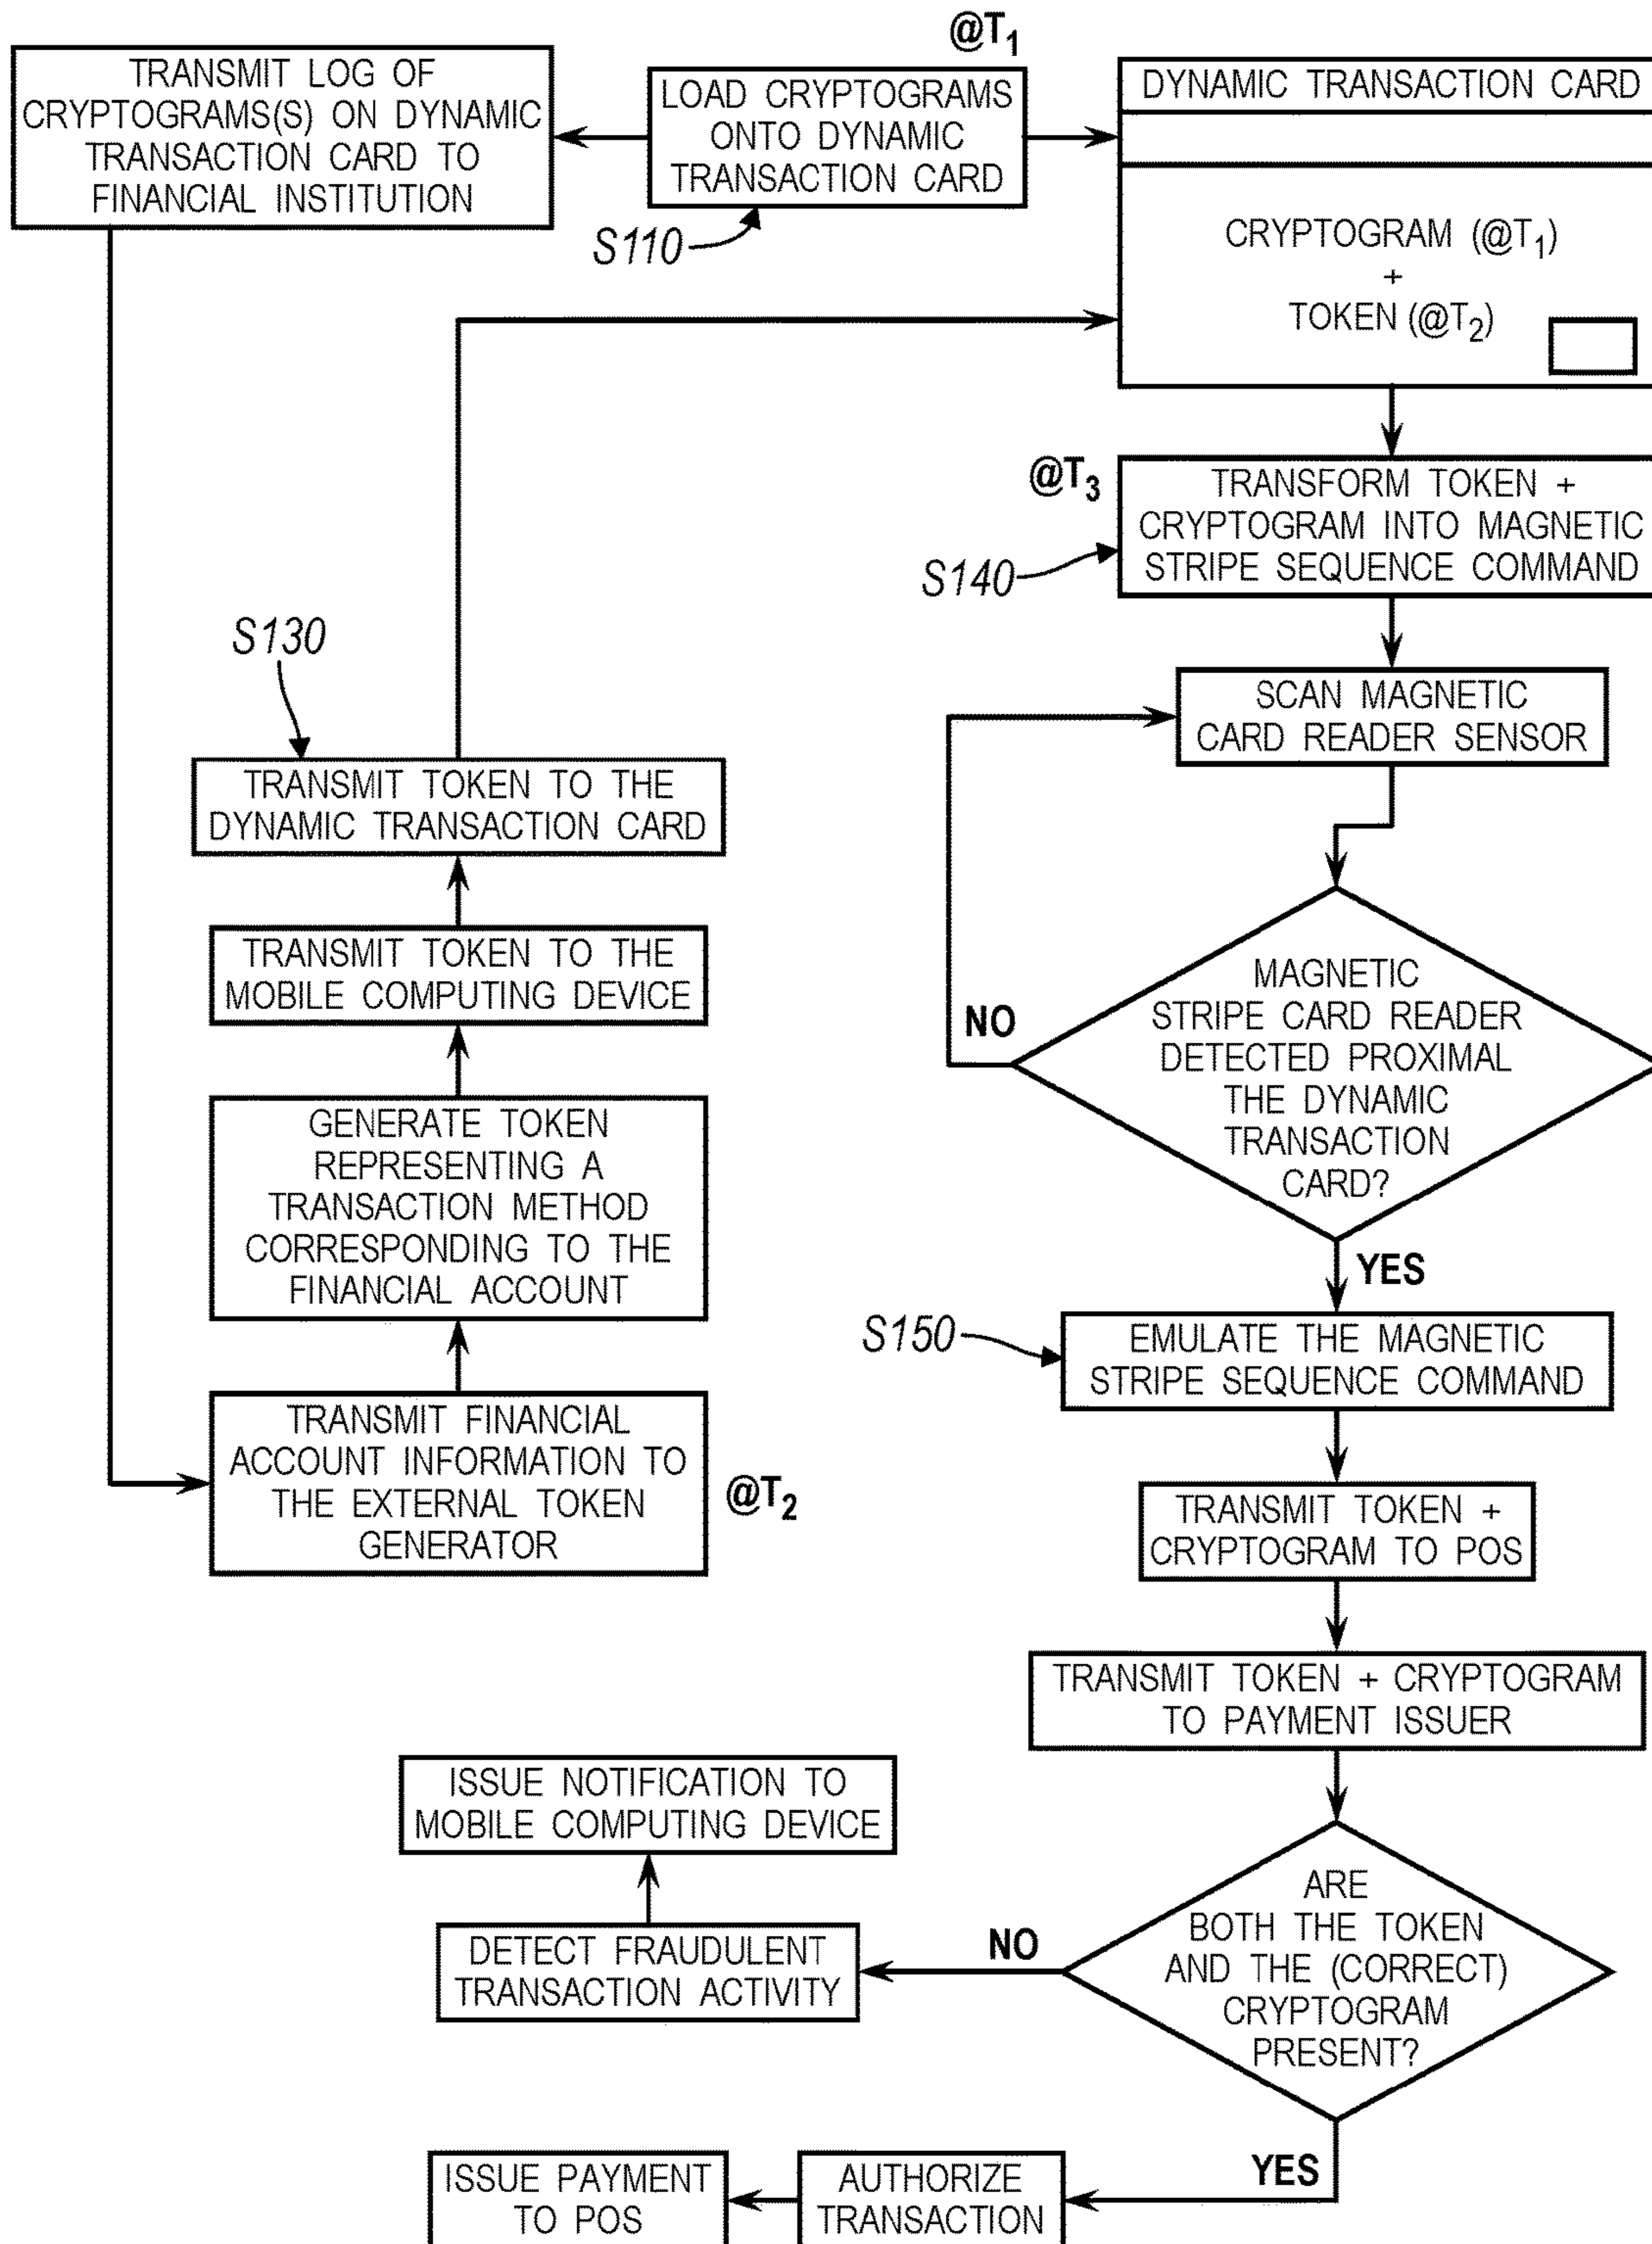 @T1
TRANSMIT LOG OF
CRYPTOGRAMS(S) ON DYNAMIC
TRANSACTION CARD TO
FINANCIAL INSTITUTION
LOAD CRYPTOGRAMS
ONTO DYNAMIC
TRANSACTION CARD
S110
DYNAMIC TRANSACTION CARD
CRYPTOGRAM (@T1)
+
TOKEN (@T2)
@T3
TRANSFORM TOKEN +
CRYPTOGRAM INTO MAGNETIC
STRIPE SEQUENCE COMMAND
S140
SCAN MAGNETIC
CARD READER SENSOR
S130
TRANSMIT TOKEN TO THE
DYNAMIC TRANSACTION CARD
TRANSMIT TOKEN TO THE
MOBILE COMPUTING DEVICE
GENERATE TOKEN
REPRESENTING A
TRANSACTION METHOD
CORRESPONDING TO THE
FINANCIAL ACCOUNT
TRANSMIT FINANCIAL
ACCOUNT INFORMATION TO
THE EXTERNAL TOKEN
GENERATOR
@T2
MAGNETIC
STRIPE CARD READER
DETECTED PROXIMAL
THE DYNAMIC
TRANSACTION
CARD?
NO
YES
S150
EMULATE THE MAGNETIC
STRIPE SEQUENCE COMMAND
TRANSMIT TOKEN +
CRYPTOGRAM TO POS
TRANSMIT TOKEN + CRYPTOGRAM
TO PAYMENT ISSUER
ISSUE NOTIFICATION TO
MOBILE COMPUTING DEVICE
DETECT FRAUDULENT
TRANSACTION ACTIVITY
NO
ARE
BOTH THE TOKEN
AND THE (CORRECT)
CRYPTOGRAM
PRESENT?
YES
AUTHORIZE
TRANSACTION
ISSUE PAYMENT
TO POS